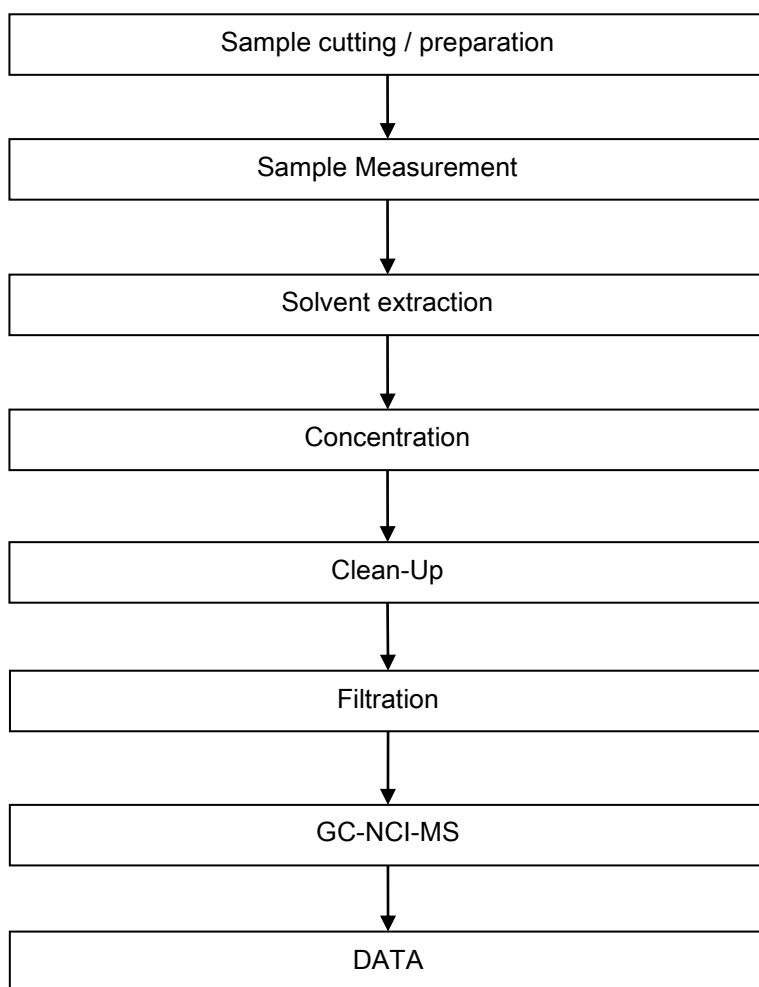 Sample cutting / preparation
Sample Measurement
Solvent extraction
Concentration
Clean-Up
Filtration
GC-NCI-MS
DATA